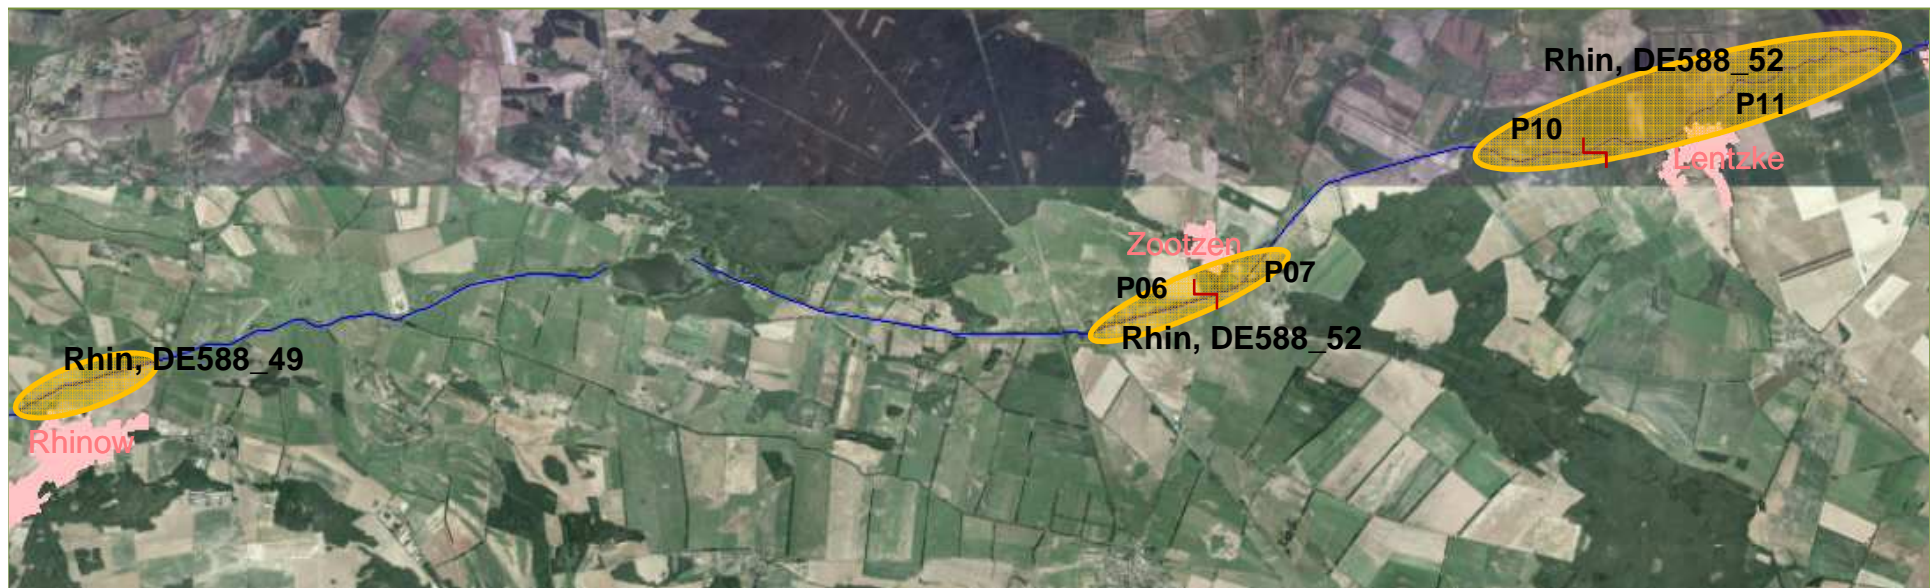 Rhin, DE588_52
P11
P10
Lentzke
Zootzen
P07
P06
Rhin, DE588_52
Rhin, DE588_49
Rhinow